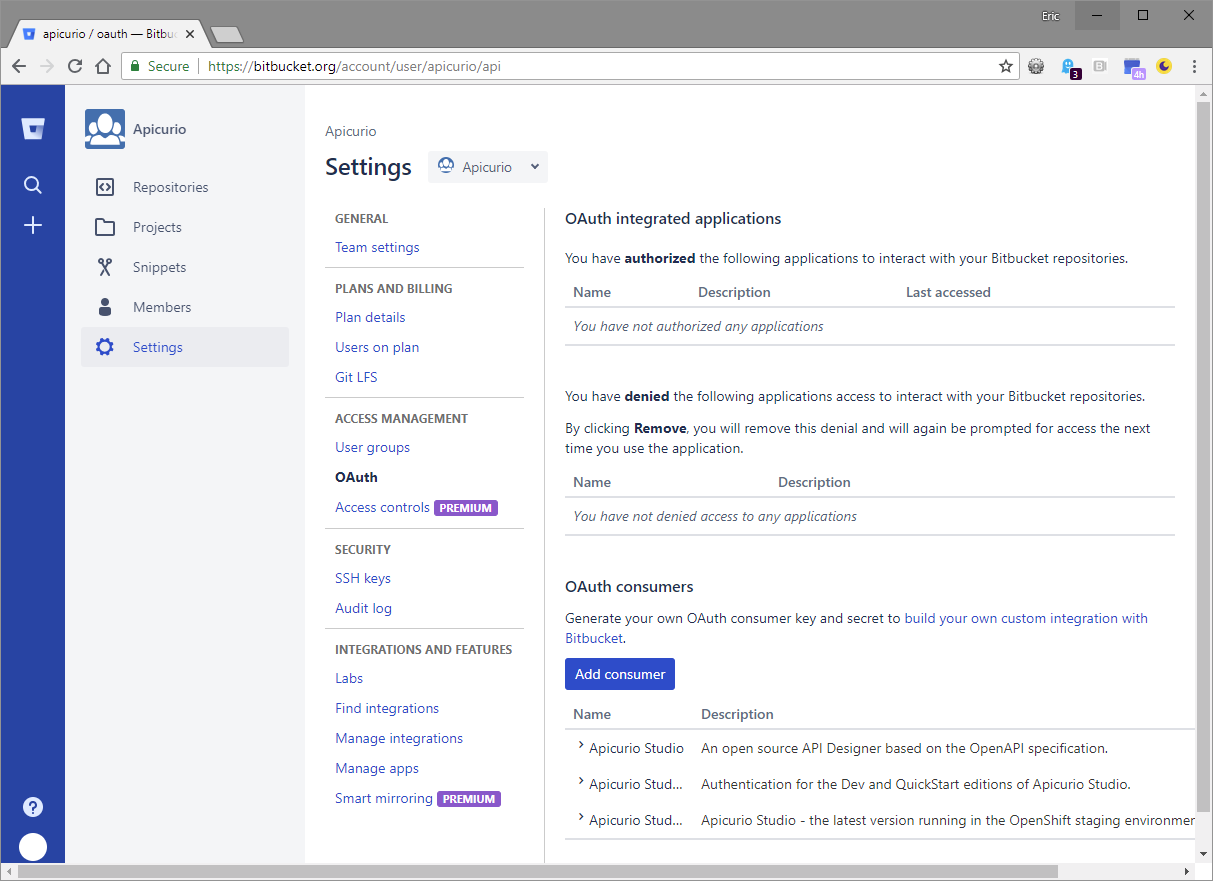 Eric
apicurio / oauth — Bitbu
Secure https://bitbucket.org/account/user/apicurio/api
3
4h
Apicurio
Repositories
Projects
Snippets
Members
Settings
Apicurio
Settings
Apicurio
GENERAL
Team settings
PLANS AND BILLING
Plan details
Users on plan
Git LFS
ACCESS MANAGEMENT
User groups
OAuth
Access controls PREMIUM
SECURITY
SSH keys
Audit log
INTEGRATIONS AND FEATURES
Labs
Find integrations
Manage integrations
Manage apps
Smart mirroring PREMIUM
OAuth integrated applications
You have authorized the following applications to interact with your Bitbucket repositories.
Name Description Last accessed
You have not authorized any applications
You have denied the following applications access to interact with your Bitbucket repositories.
By clicking Remove, you will remove this denial and will again be prompted for access the next
time you use the application.
Name Description
You have not denied access to any applications
OAuth consumers
Generate your own OAuth consumer key and secret to build your own custom integration with
Bitbucket.
Add consumer
Name Description
Apicurio Studio An open source API Designer based on the OpenAPI specification.
Apicurio Stud... Authentication for the Dev and QuickStart editions of Apicurio Studio.
Apicurio Stud... Apicurio Studio - the latest version running in the OpenShift staging environmen